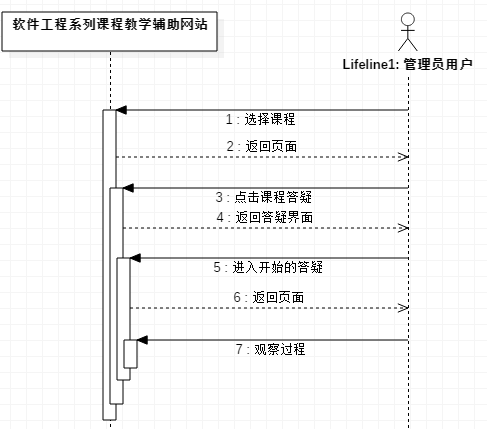 软件工程系列课程教学辅助网站
Lifeline1: 管理员用户
1 : 选择课程
2 : 返回页面
3 : 点击课程答疑
4 : 返回答疑界面
5 : 进入开始的答疑
6 : 返回页面
7 : 观察过程